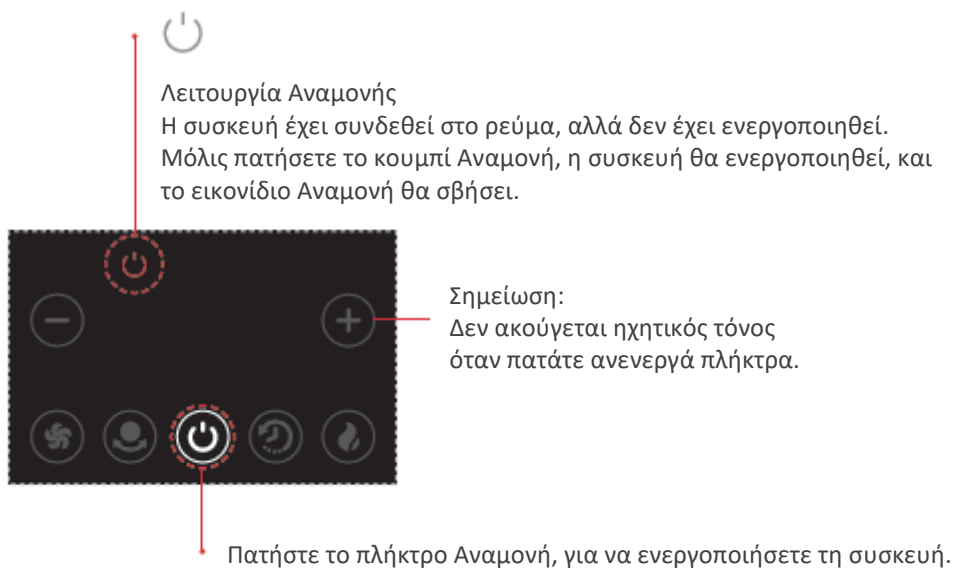 Λειτουργία Αναμονής
Η συσκευή έχει συνδεθεί στο ρεύμα, αλλά δεν έχει ενεργοποιηθεί.
Μόλις πατήσετε το κουμπί Αναμονή, η συσκευή θα ενεργοποιηθεί, και
το εικονίδιο Αναμονή θα σβήσει.
Σημείωση:
Δεν ακούγεται ηχητικός τόνος
όταν πατάτε ανενεργά πλήκτρα.
Πατήστε το πλήκτρο Αναμονή, για να ενεργοποιήσετε τη συσκευή.